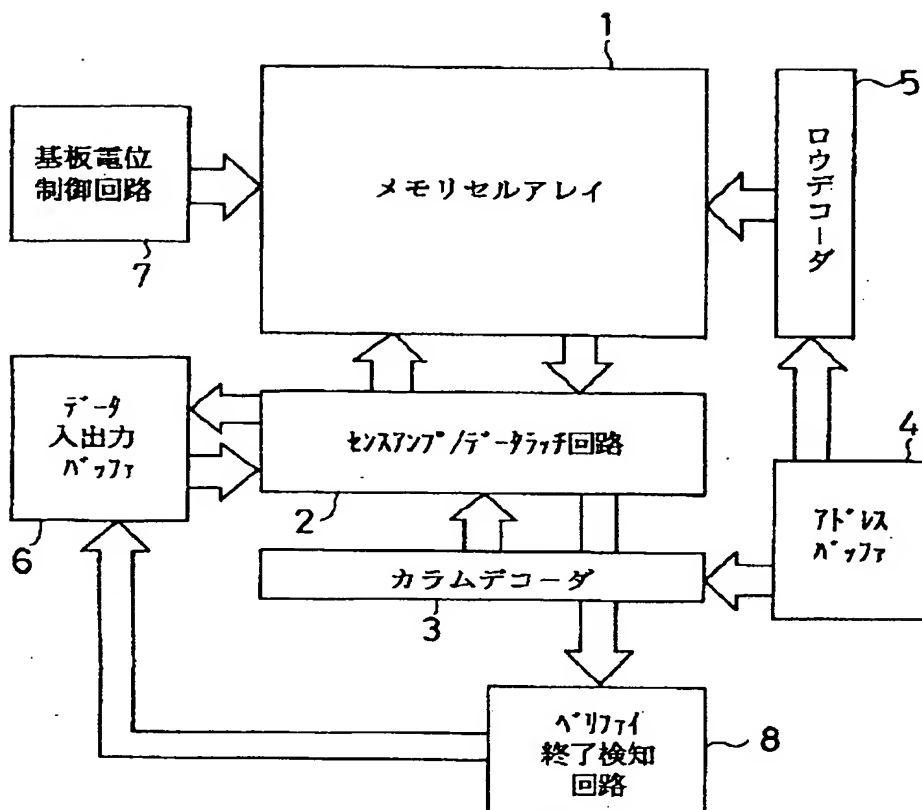 1
5
基板電位
制御回路
7
メモリセルアレイ
ロウデコーダ
データ
入出力
バッファ
6
センスアンプ/データラッチ回路
2
4
アドレス
バッファ
カラムデコーダ
3
ベリファイ
終了検知
回路
8